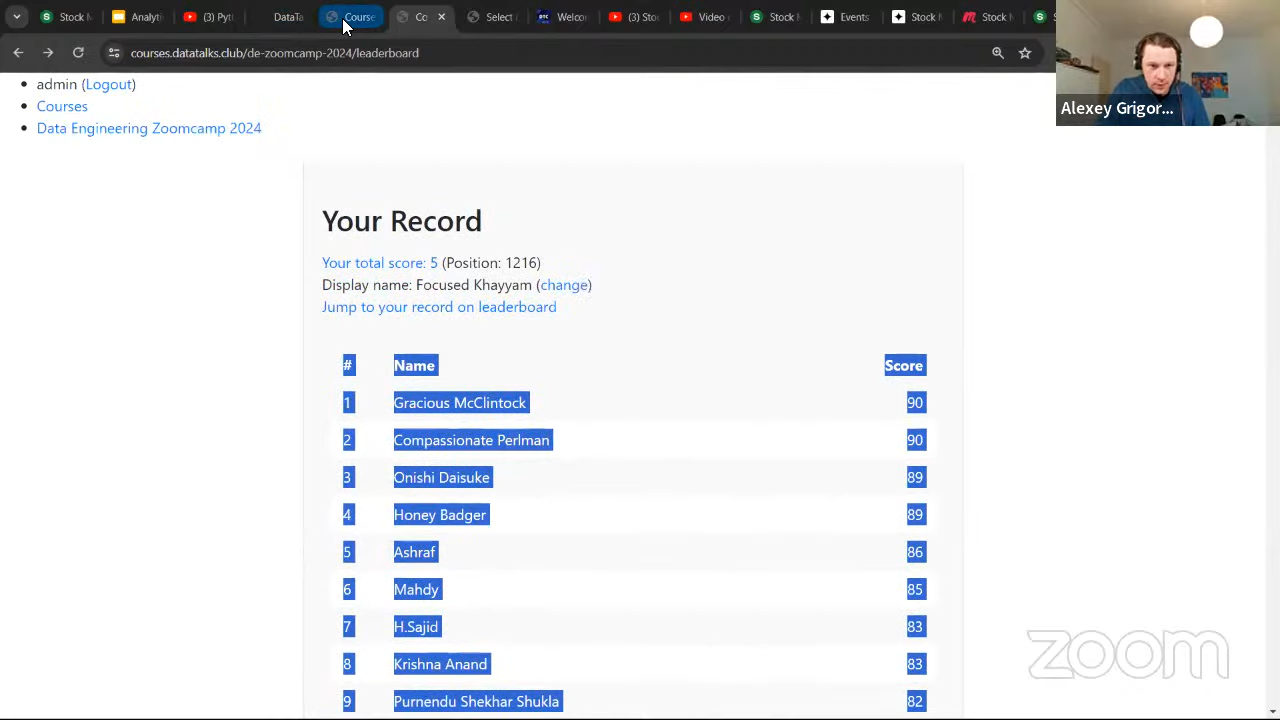 Stock M
Analyti
(3) Pyt
DataTa
Course
Co
Select
ptc
Welco
(3) Sto
Video
Stock M
Events
Stock M
Stock M
S
courses.datatalks.club/de-zoomcamp-2024/leaderboard
admin (Logout)
Courses
Data Engineering Zoomcamp 2024
Alexey Grigor...
Your Record
Your total score: 5 (Position: 1216)
Display name: Focused Khayyam (change)
Jump to your record on leaderboard
# Name Score
1 Gracious McClintock 90
2 Compassionate Perlman 90
3 Onishi Daisuke 89
4 Honey Badger 89
5 Ashraf 86
6 Mahdy 85
7 H.Sajid 83
8 Krishna Anand 83
9 Purnendu Shekhar Shukla 82
zoom